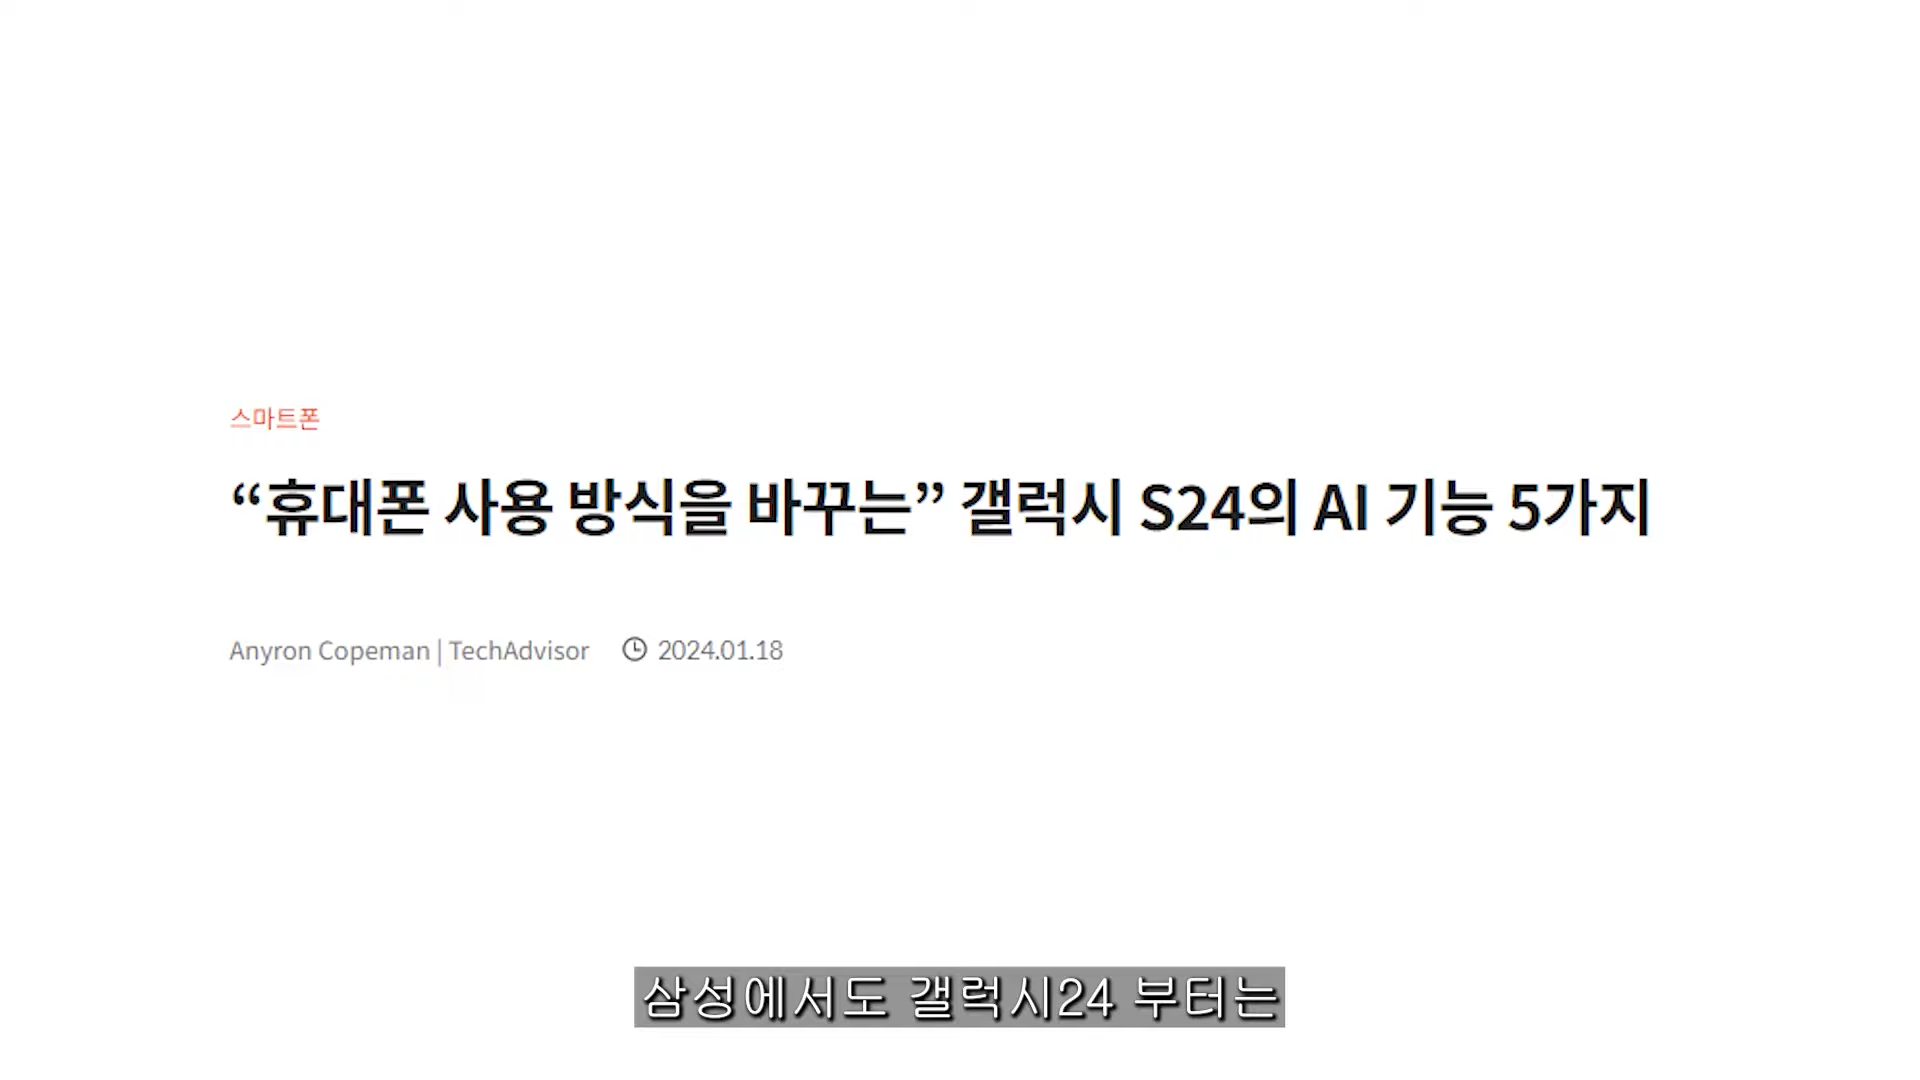 스마트폰
“휴대폰 사용 방식을 바꾸는” 갤럭시 S24의 AI 기능 5가지
Anyron Copeman | TechAdvisor 2024.01.18
삼성에서도 갤럭시24 부터는